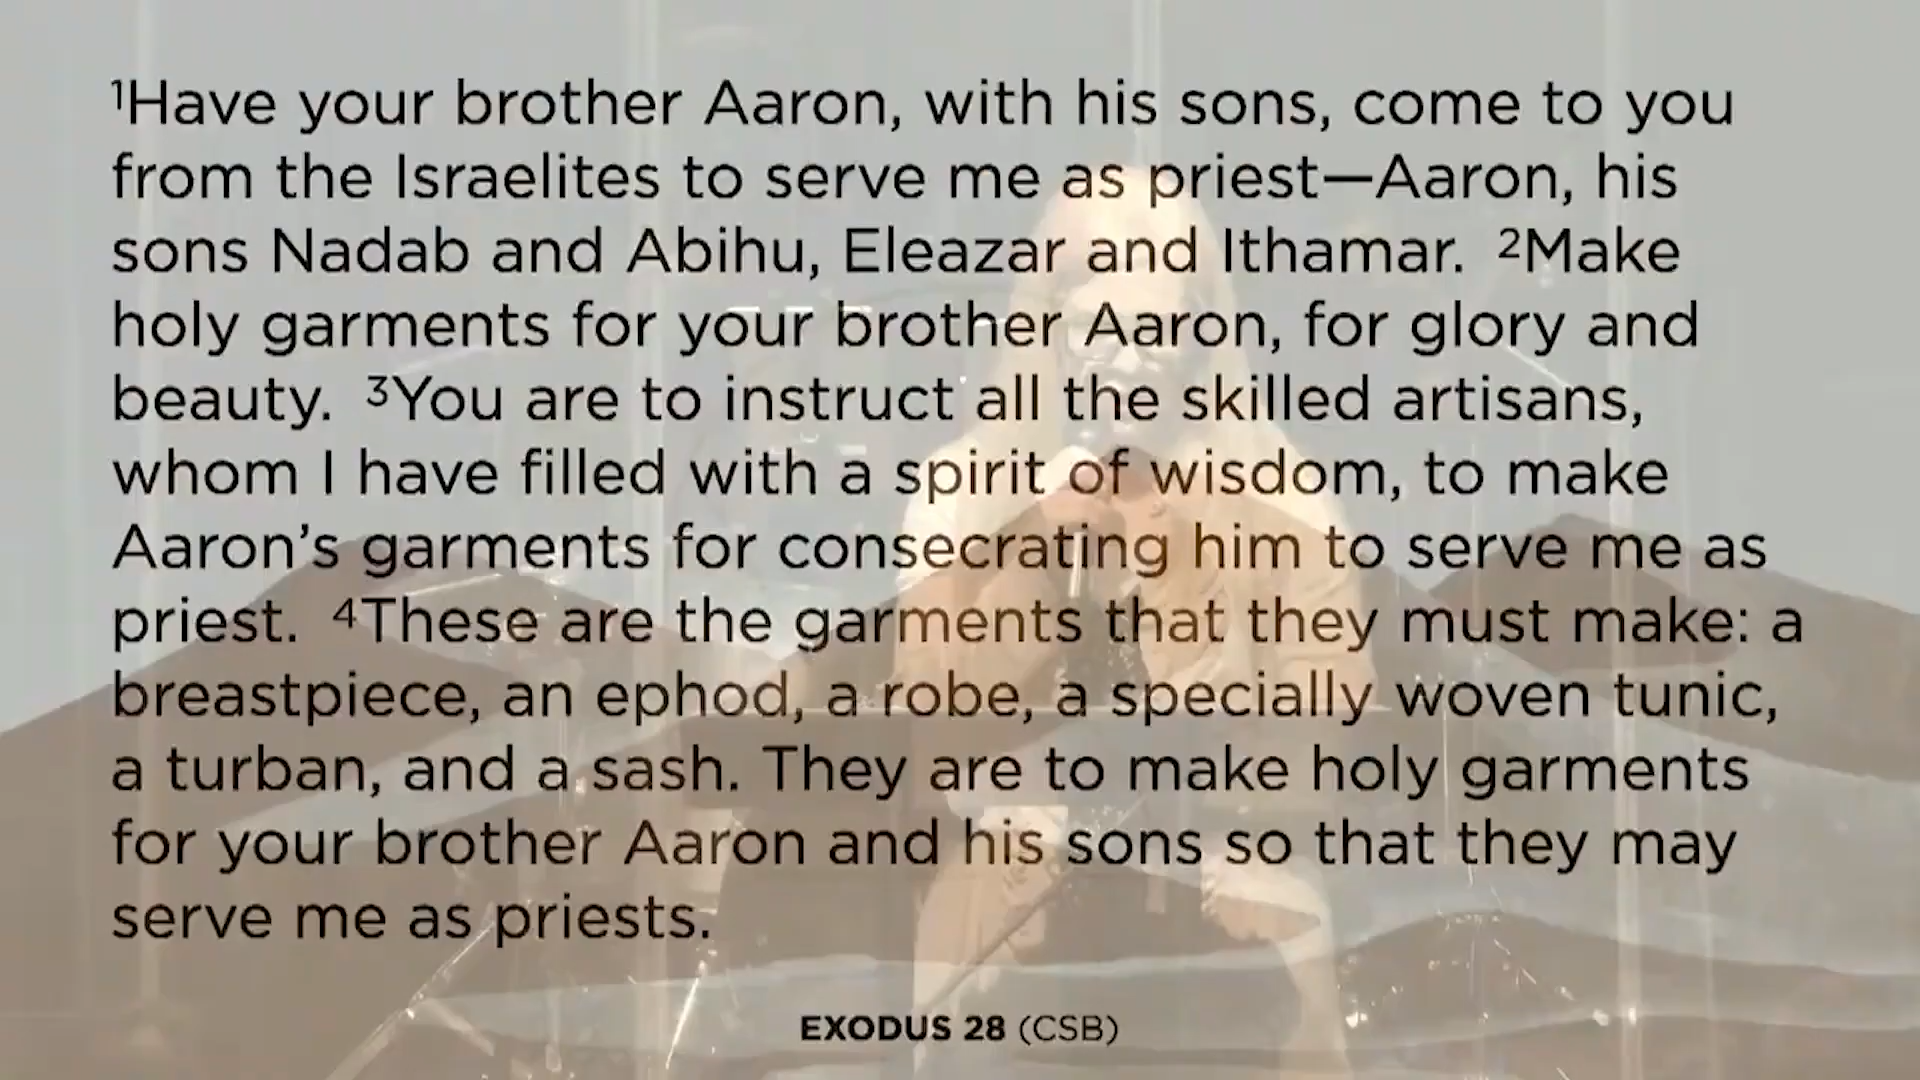 ¹Have your brother Aaron, with his sons, come to you
from the Israelites to serve me as priest—Aaron, his
sons Nadab and Abihu, Eleazar and Ithamar. ²Make
holy garments for your brother Aaron, for glory and
beauty. ³You are to instruct all the skilled artisans,
whom I have filled with a spirit of wisdom, to make
Aaron’s garments for consecrating him to serve me as
priest. ⁴These are the garments that they must make: a
breastpiece, an ephod, a robe, a specially woven tunic,
a turban, and a sash. They are to make holy garments
for your brother Aaron and his sons so that they may
serve me as priests.
EXODUS 28 (CSB)